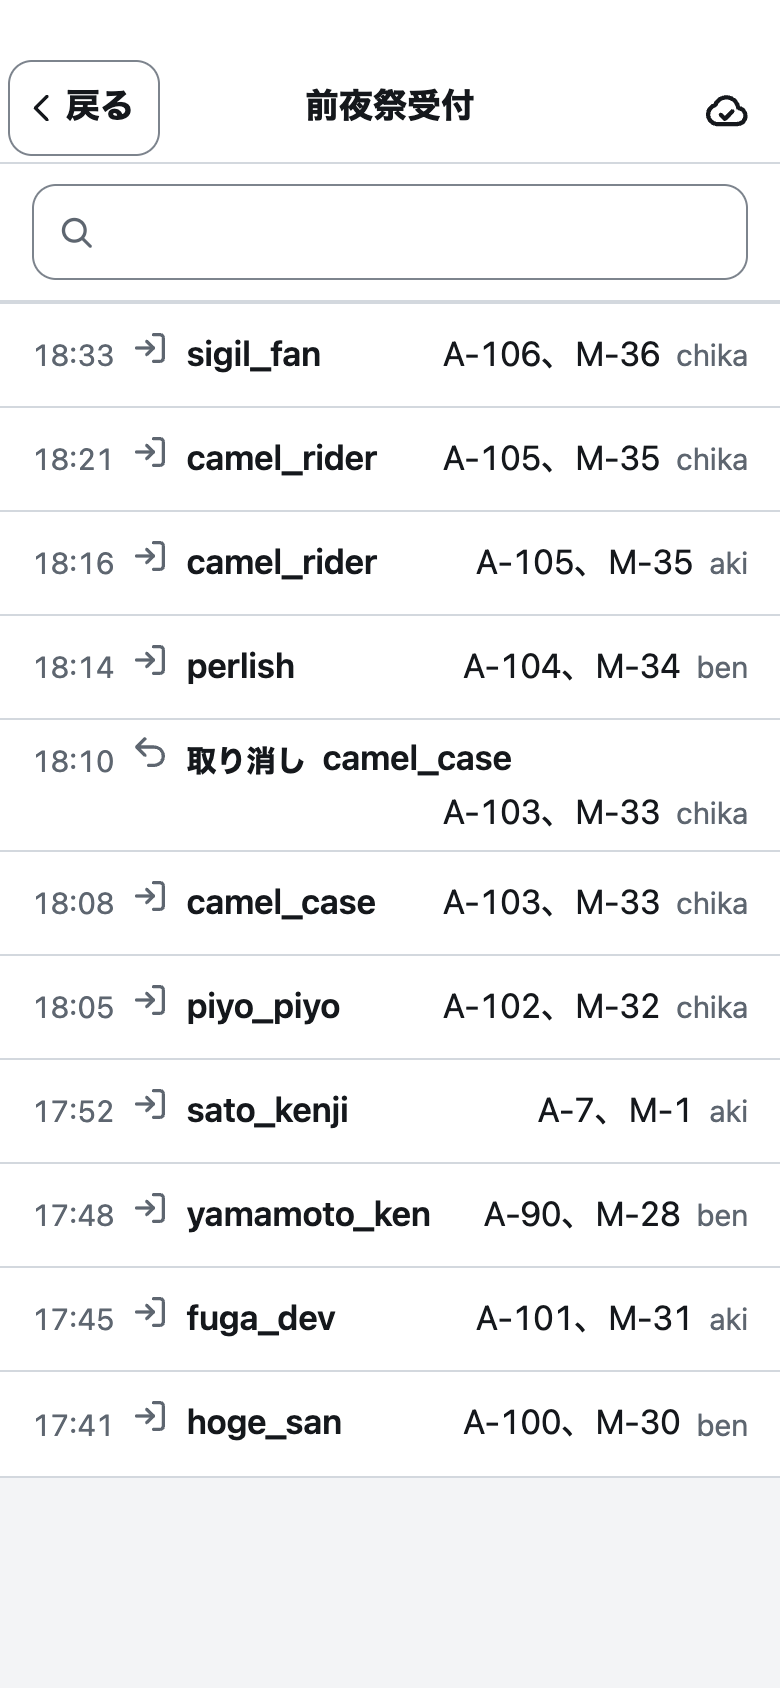 戻る 前夜祭受付
18:33 sigil_fan A-106、M-36 chika
18:21 camel_rider A-105、M-35 chika
18:16 camel_rider A-105、M-35 aki
18:14 perlish A-104、M-34 ben
18:10 取り消し camel_case
A-103、M-33 chika
18:08 camel_case A-103、M-33 chika
18:05 piyo_piyo A-102、M-32 chika
17:52 sato_kenji A-7、M-1 aki
17:48 yamamoto_ken A-90、M-28 ben
17:45 fuga_dev A-101、M-31 aki
17:41 hoge_san A-100、M-30 ben